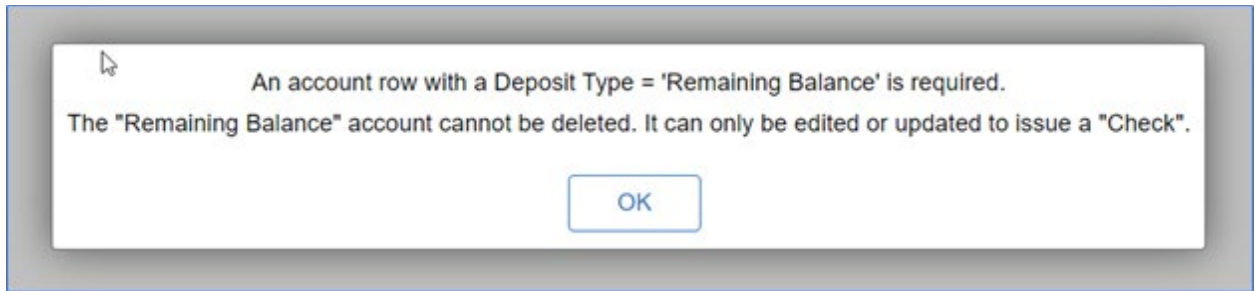 An account row with a Deposit Type = 'Remaining Balance' is required.
The "Remaining Balance" account cannot be deleted. It can only be edited or updated to issue a "Check".
OK